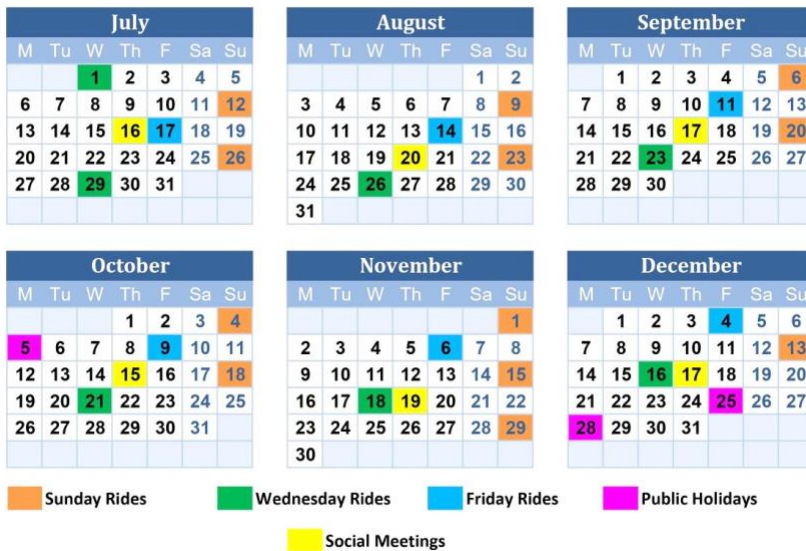 July August September
M Tu W Th F Sa Su M Tu W Th F Sa Su M Tu W Th F Sa Su
1 2 3 4 5 1 2 1 2 3 4 5 6
6 7 8 9 10 11 12 3 4 5 6 7 8 9 7 8 9 10 11 12 13
13 14 15 16 17 18 19 10 11 12 13 14 15 16 14 15 16 17 18 19 20
20 21 22 23 24 25 26 17 18 19 20 21 22 23 21 22 23 24 25 26 27
27 28 29 30 31 24 25 26 27 28 29 30 28 29 30
31
October November December
M Tu W Th F Sa Su M Tu W Th F Sa Su M Tu W Th F Sa Su
1 2 3 4 1 1 2 3 4 5 6
5 6 7 8 9 10 11 2 3 4 5 6 7 8 7 8 9 10 11 12 13
12 13 14 15 16 17 18 9 10 11 12 13 14 15 14 15 16 17 18 19 20
19 20 21 22 23 24 25 16 17 18 19 20 21 22 21 22 23 24 25 26 27
26 27 28 29 30 31 23 24 25 26 27 28 29 28 29 30 31
30
Sunday Rides Wednesday Rides Friday Rides Public Holidays
Social Meetings